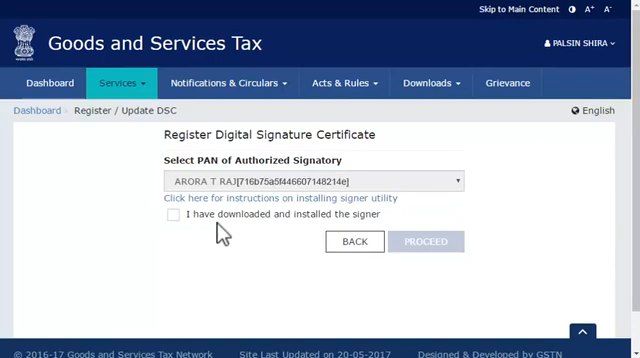 Skip to Main Content A+ A-
Goods and Services Tax
PALSIN SHIRA
Dashboard Services Notifications & Circulars Acts & Rules Downloads Grievance
Dashboard Register / Update DSC English
Register Digital Signature Certificate
Select PAN of Authorized Signatory
ARORA T RAJ[716b75a5f446607148214e]
Click here for instructions on installing signer utility
I have downloaded and installed the signer
BACK PROCEED
© 2016-17 Goods and Services Tax Network Site Last Updated on 20-05-2017 Designed & Developed by GSTN